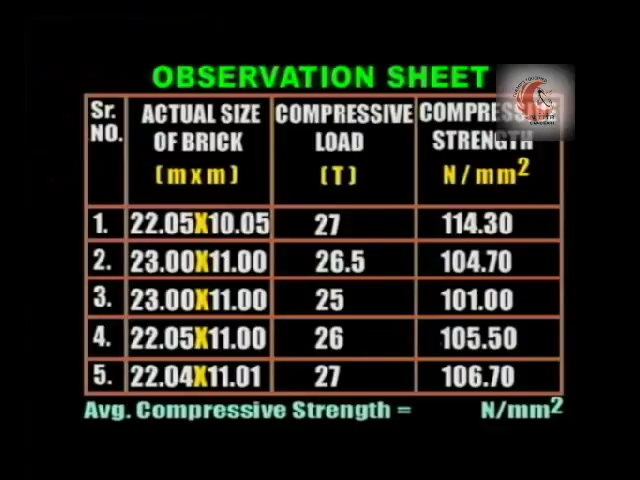 OBSERVATION SHEET
Sr. NO.
ACTUAL SIZE OF BRICK (mxm)
COMPRESSIVE LOAD (T)
COMPRESSIVE STRENGTH N/mm²
1. 22.05X10.05 27 114.30
2. 23.00X11.00 26.5 104.70
3. 23.00X11.00 25 101.00
4. 22.05X11.00 26 105.50
5. 22.04X11.01 27 106.70
Avg. Compressive Strength = N/mm²